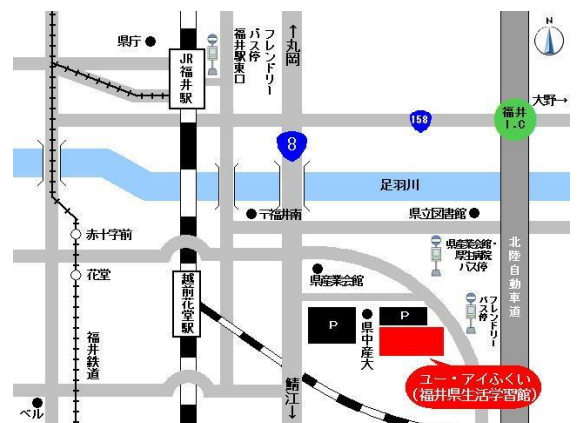 県庁
JR福井駅
フレンドリー
バス停
福井駅東口
↑丸岡
N
大野→
158
福井
I.C
8
足羽川
〒福井南
県立図書館
赤十字前
花堂
福井鉄道
越前花堂駅
県産業会館
県産業会館・
厚生病院
バス停
北陸自動車道
フレンドリー
バス停
P
県中産大
P
ユー・アイふくい
(福井県生活学習館)
鯖江↓
ベル